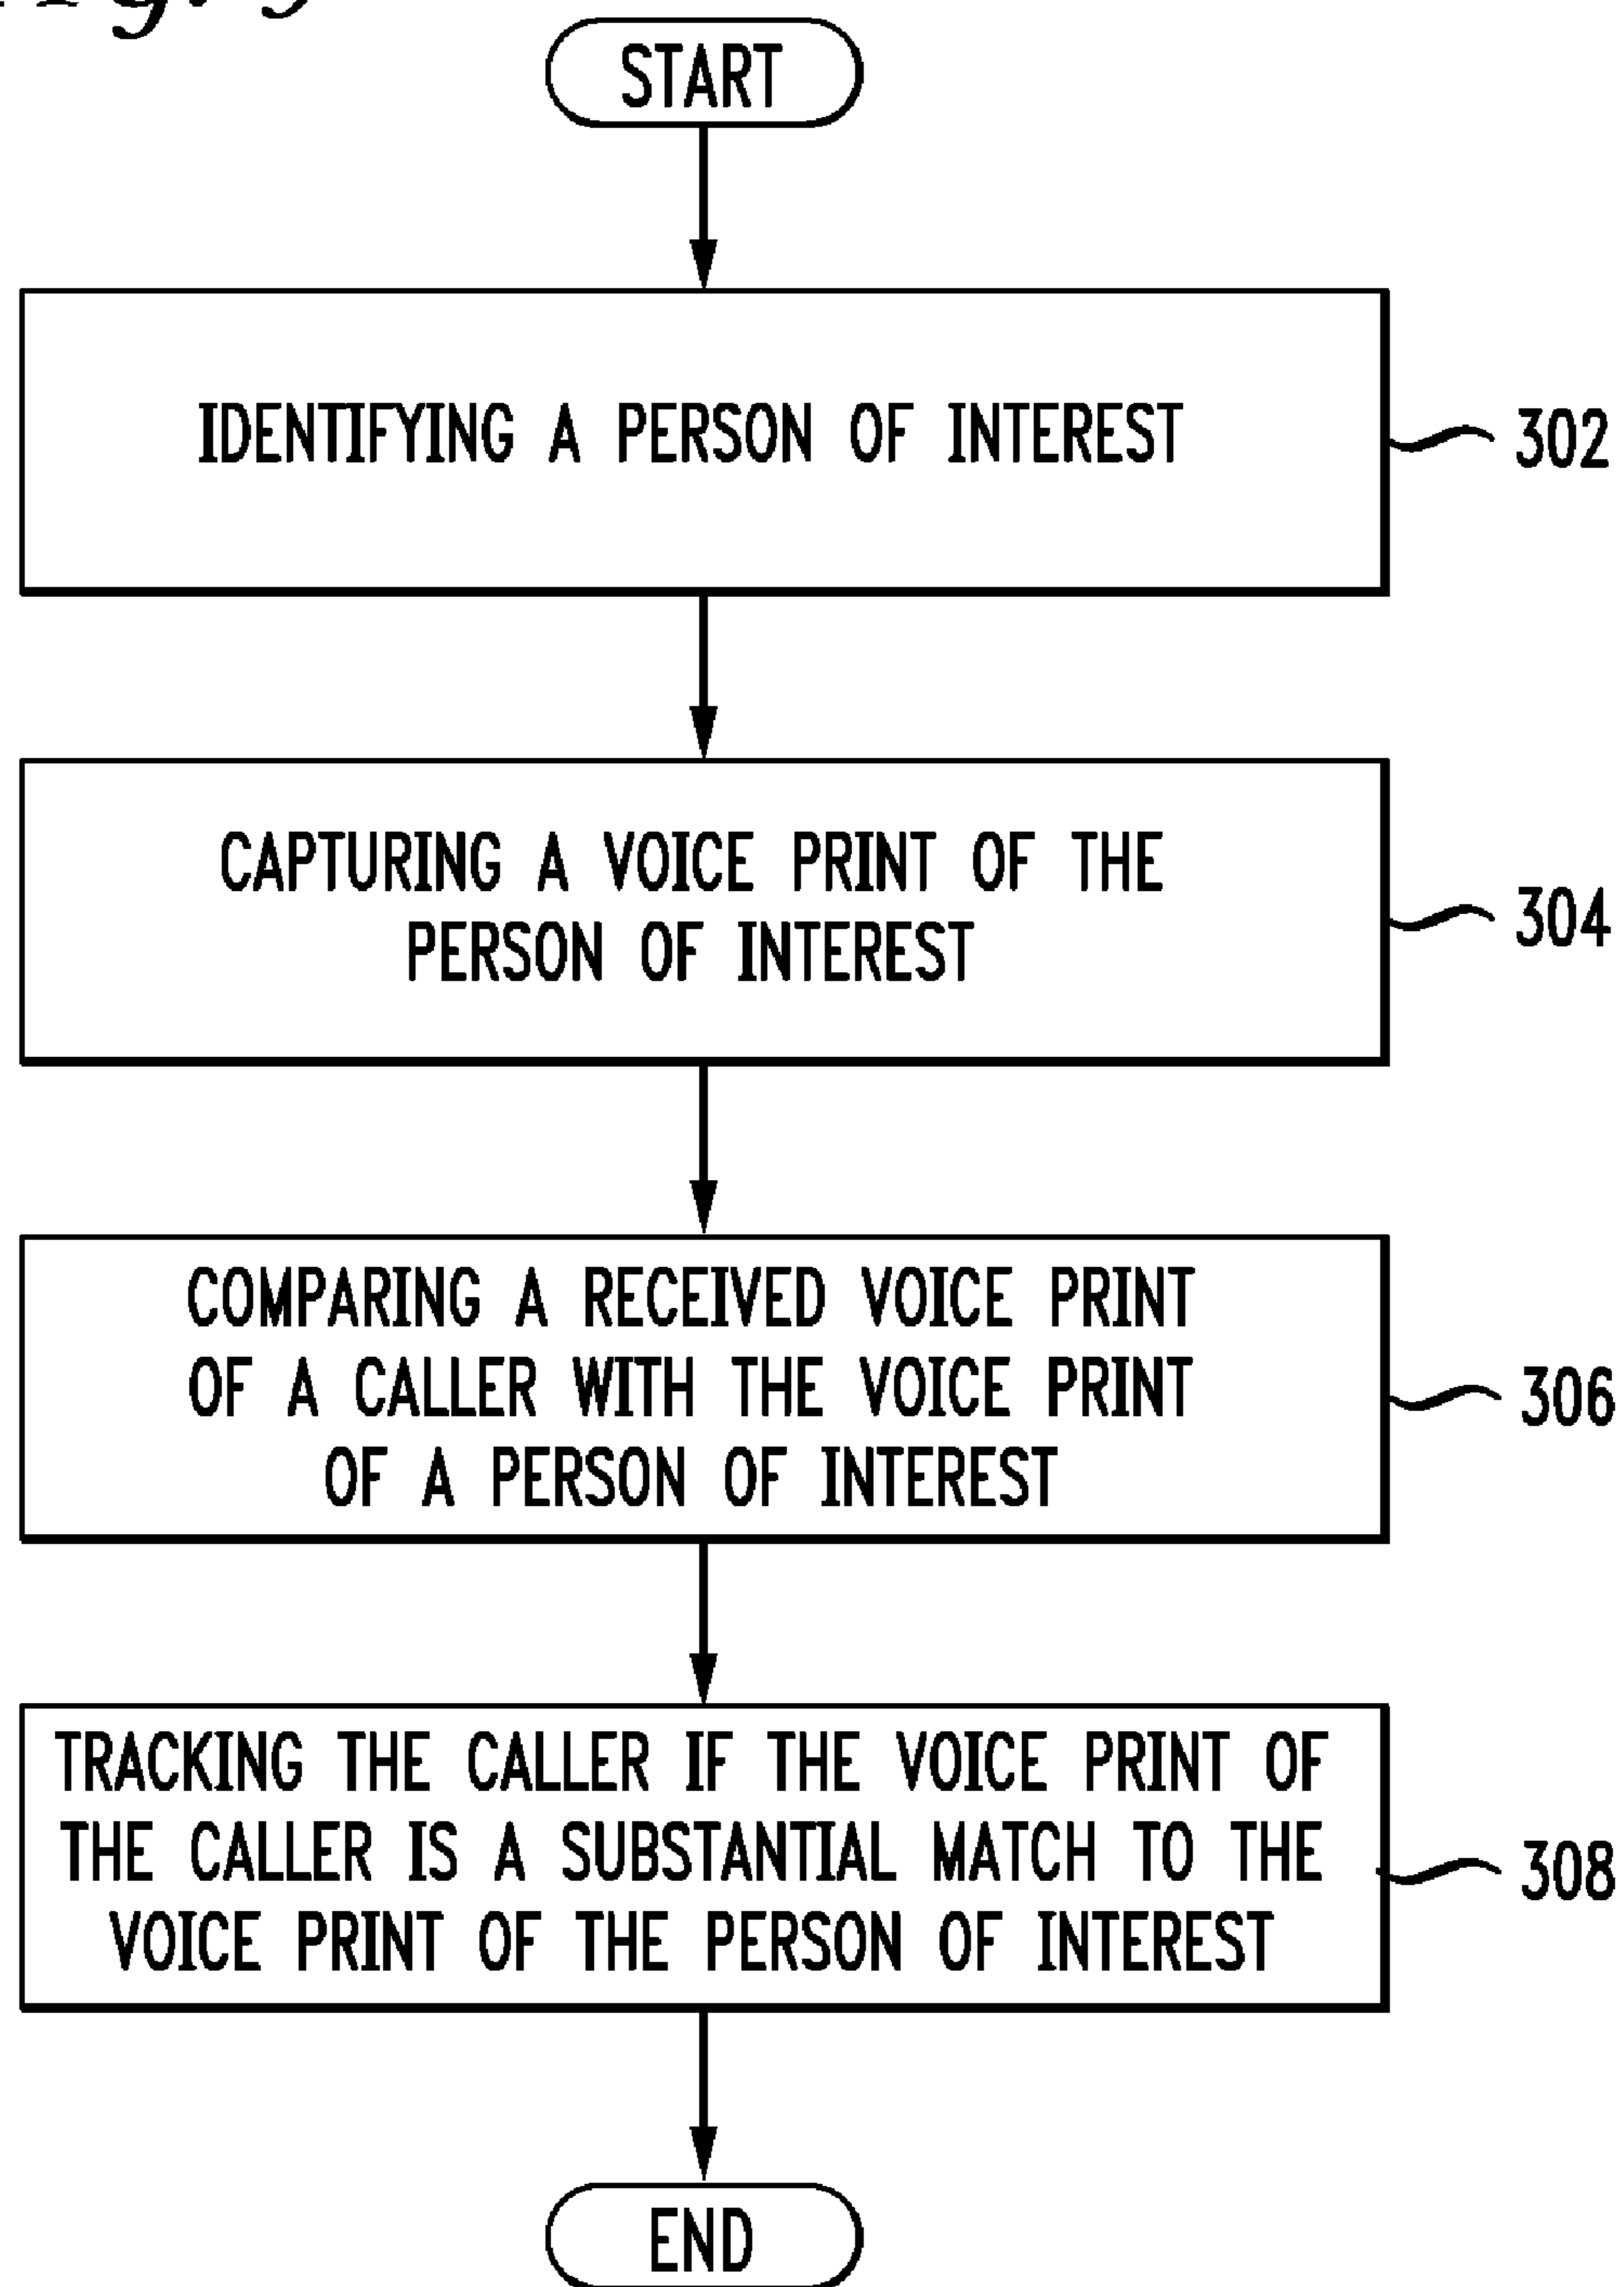 START
IDENTIFYING A PERSON OF INTEREST
302
CAPTURING A VOICE PRINT OF THE
PERSON OF INTEREST
304
COMPARING A RECEIVED VOICE PRINT
OF A CALLER WITH THE VOICE PRINT
OF A PERSON OF INTEREST
306
TRACKING THE CALLER IF THE VOICE PRINT OF
THE CALLER IS A SUBSTANTIAL MATCH TO THE
VOICE PRINT OF THE PERSON OF INTEREST
308
END